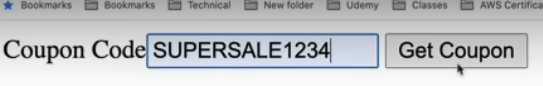 Bookmarks Bookmarks Technical New folder Udemy Classes AWS Certifica
Coupon Code SUPERSALE1234 Get Coupon